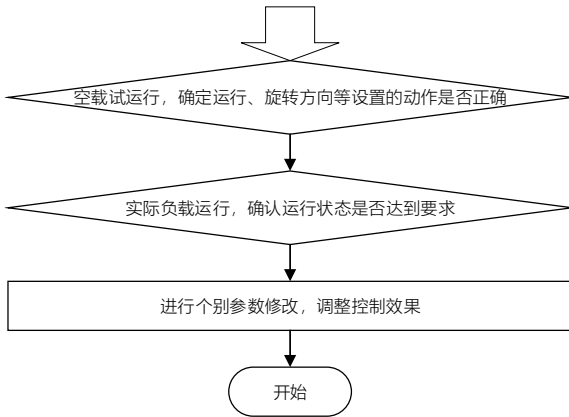 空载试运行，确定运行、旋转方向等设置的动作是否正确
实际负载运行，确认运行状态是否达到要求
进行个别参数修改，调整控制效果
开始